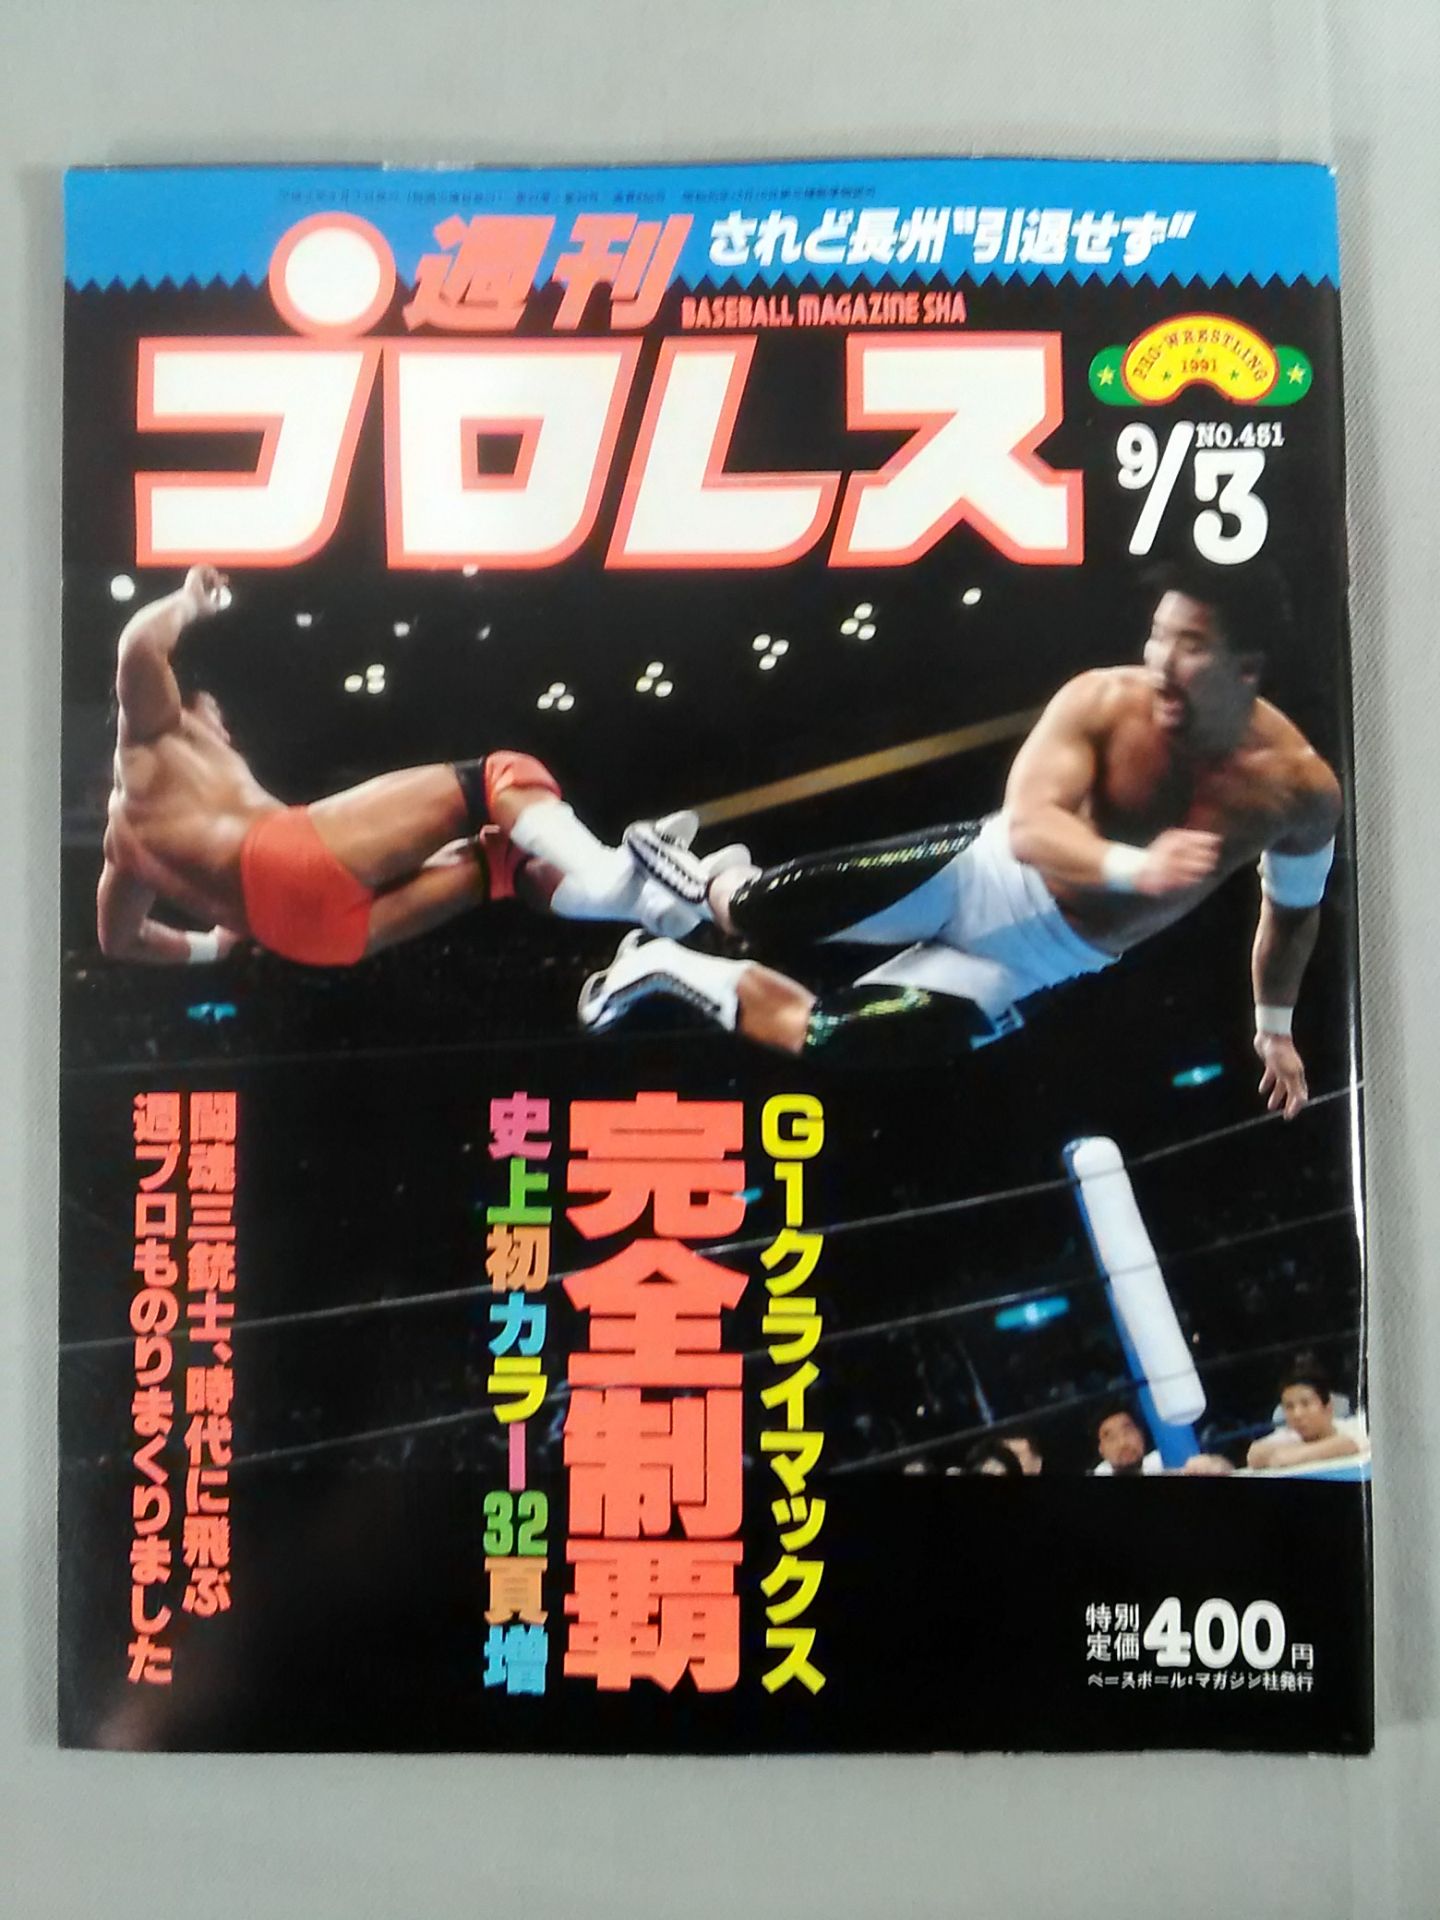 されど長州“引退せず”
週刊
BASEBALL MAGAZINE SHA
プロレス
PRO-WRESTLING
1991
NO.451
9/3
G1クライマックス
完全制覇
史上初カラー32頁増
闘魂三銃士、時代に飛ぶ
週プロものりまくりました
特別
定価400円
ベースボール・マガジン社発行